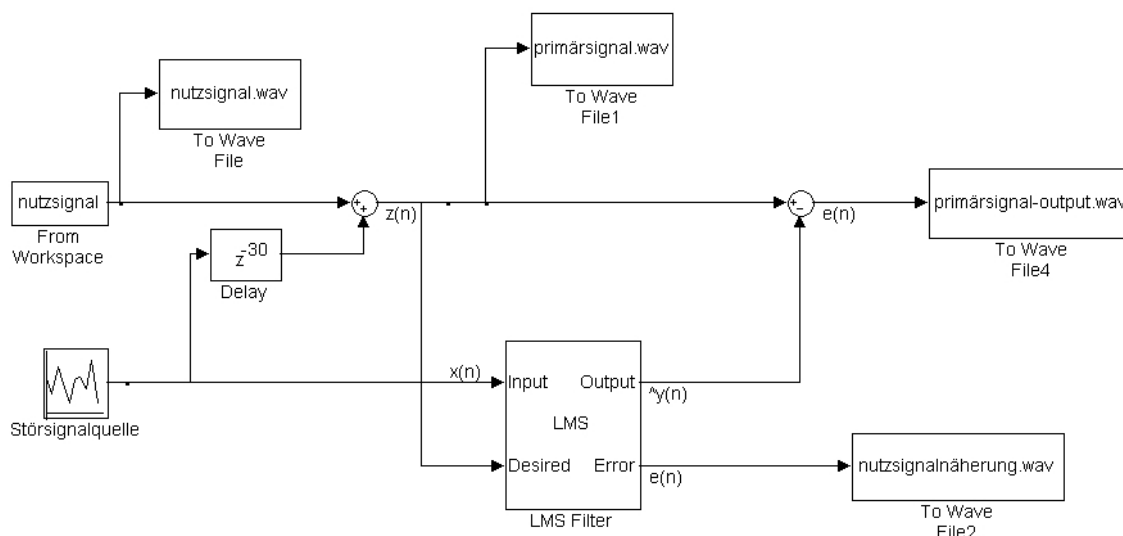 primärsignal.wav
To Wave
File1
nutzsignal.wav
To Wave
File
nutzsignal
From
Workspace
+
+
z(n)
+
−
e(n)
primärsignal-output.wav
To Wave
File4
z^-30
Delay
Störsignalquelle
x(n)
Input
Output
^y(n)
LMS
Desired
Error
e(n)
LMS Filter
nutzsignalnäherung.wav
To Wave
File2